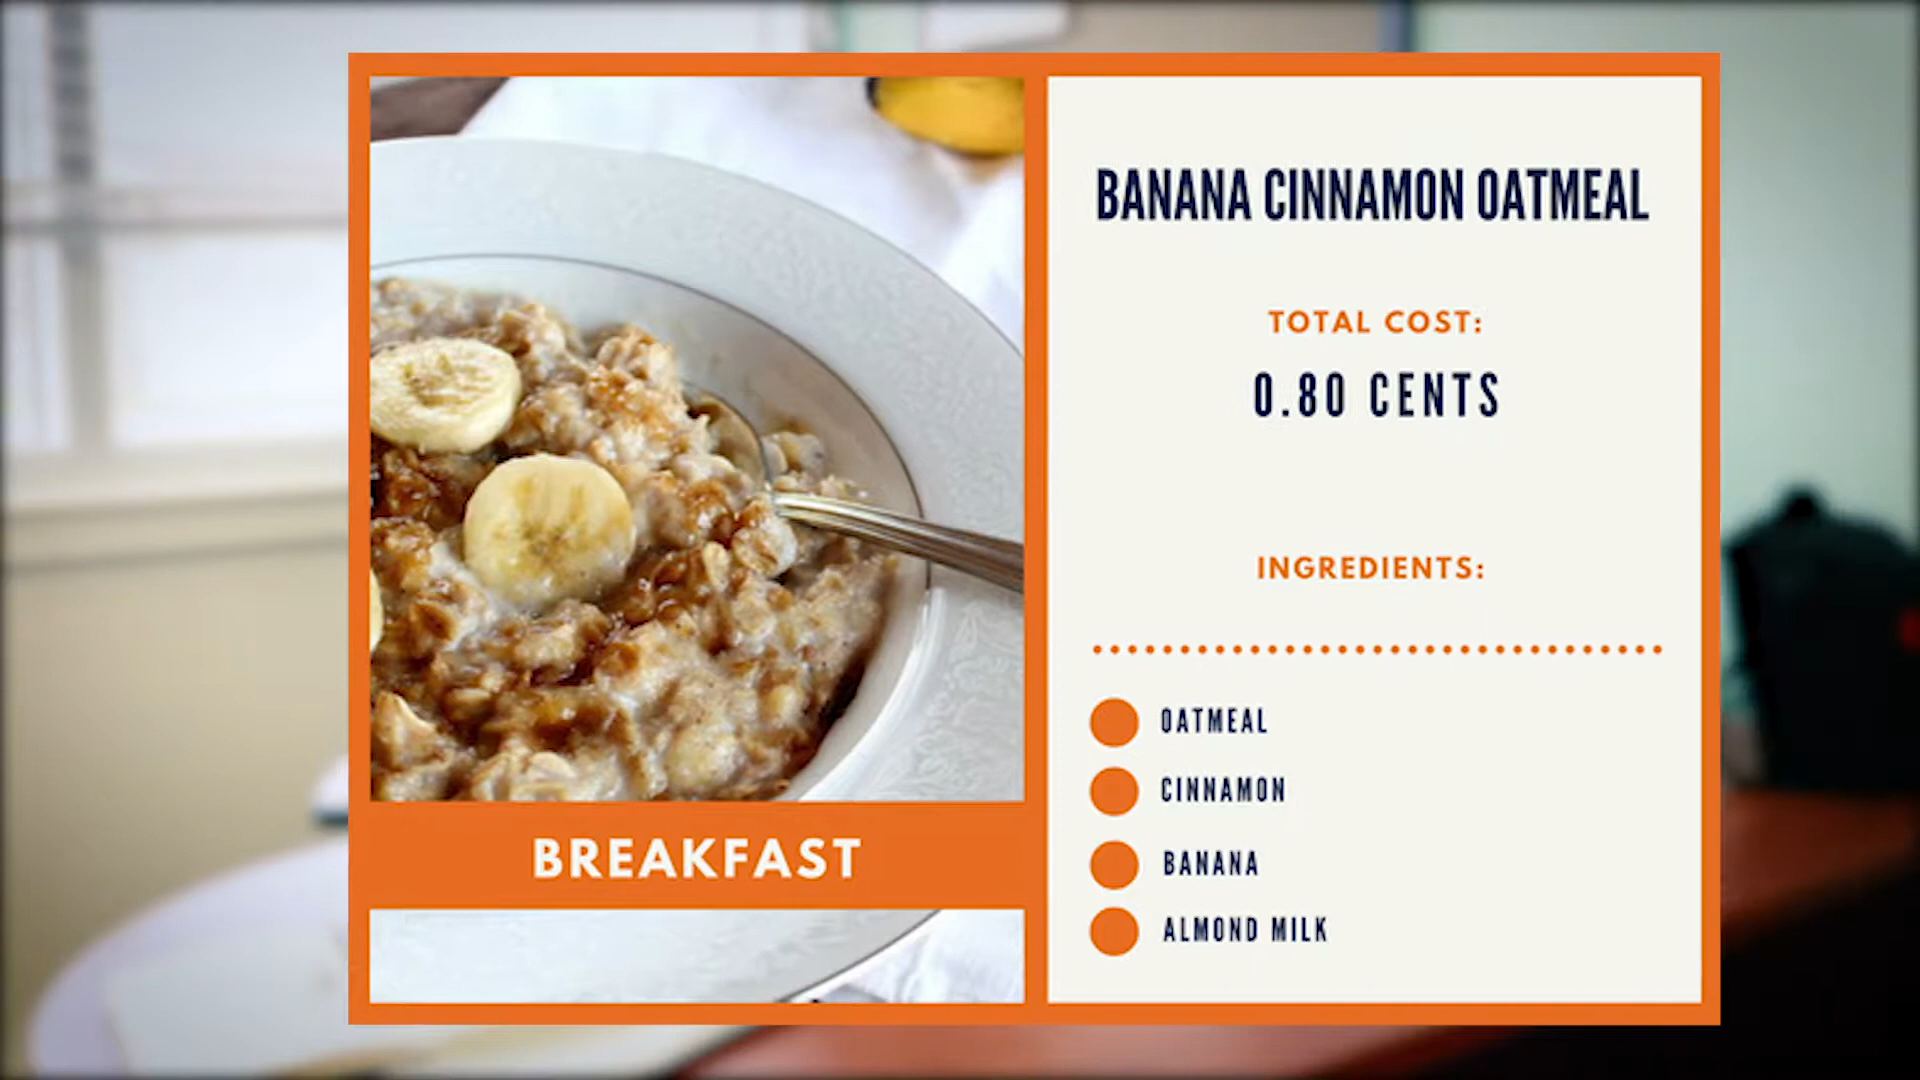 BANANA CINNAMON OATMEAL
TOTAL COST:
0.80 CENTS
INGREDIENTS:
OATMEAL
CINNAMON
BANANA
ALMOND MILK
BREAKFAST